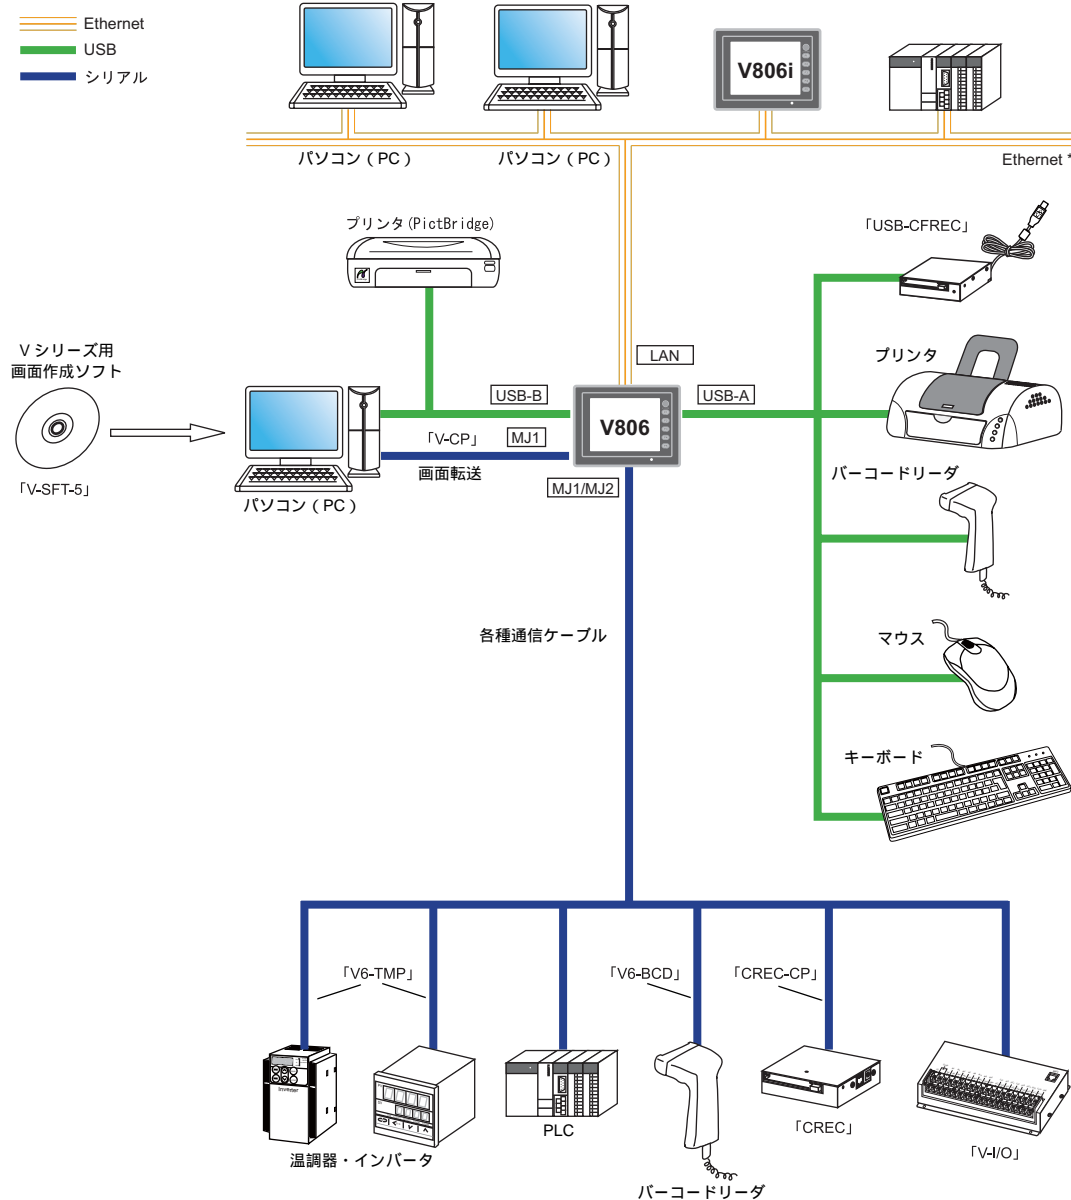 Ethernet
USB
シリアル
V806i
パソコン（PC）
パソコン（PC）
Ethernet *
プリンタ(PictBridge)
「USB-CFREC」
Vシリーズ用
画面作成ソフト
LAN
プリンタ
USB-B
USB-A
V806
「V-CP」
MJ1
画面転送
「V-SFT-5」
パソコン（PC）
MJ1/MJ2
バーコードリーダ
各種通信ケーブル
マウス
キーボード
「V6-TMP」
「V6-BCD」
「CREC-CP」
Inverter
PLC
「CREC」
「V-I/O」
温調器・インバータ
バーコードリーダ